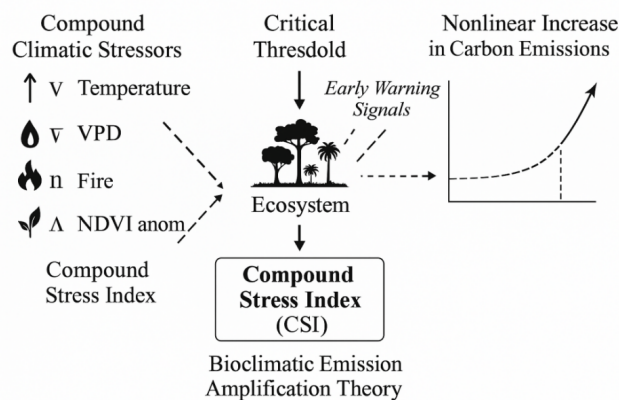 Compound
Climatic Stressors
↑ V Temperature
V̄ VPD
n Fire
Λ NDVI anom
Compound
Stress Index
Critical
Thresdold
Early Warning
Signals
Ecosystem
Compound
Stress Index
(CSI)
Bioclimatic Emission
Amplification Theory
Nonlinear Increase
in Carbon Emissions